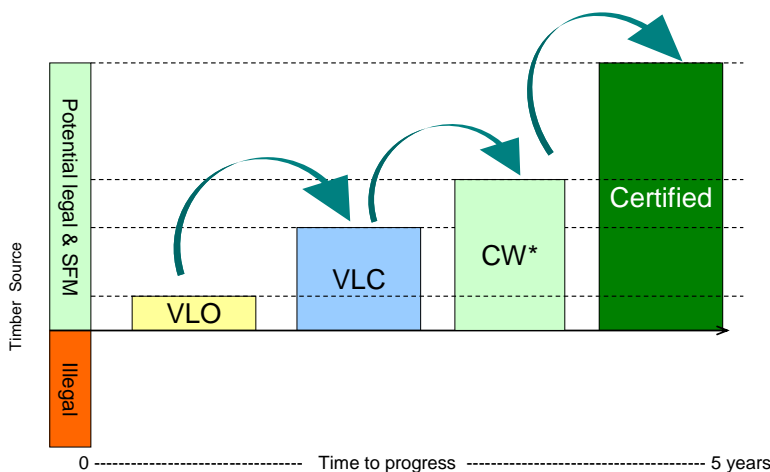 Timber Source
Potential legal & SFM
Illegal
VLO
VLC
CW*
Certified
0 ---------------------- Time to progress --------------------------- 5 years